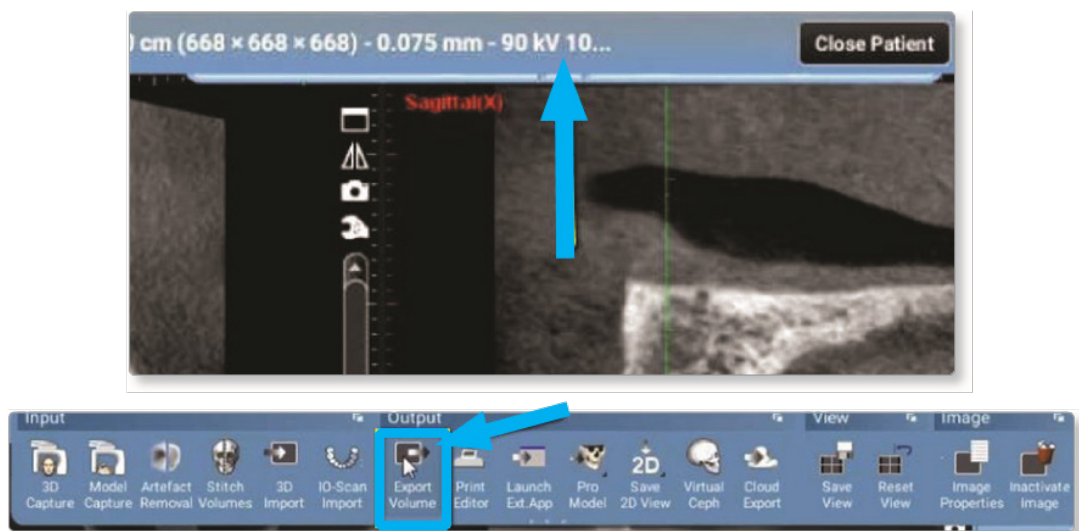 ) cm (668 × 668 × 668) - 0.075 mm - 90 kV 10...
Close Patient
Sagittal(X)
Input
Output
View
Image
3D Capture
Model Capture
Artefact Removal
Stitch Volumes
3D Import
IO-Scan Import
Export Volume
Print Editor
Launch Ext.App
Pro Model
2D
Save 2D View
Virtual Ceph
Cloud Export
Save View
Reset View
Image Properties
Inactivate Image